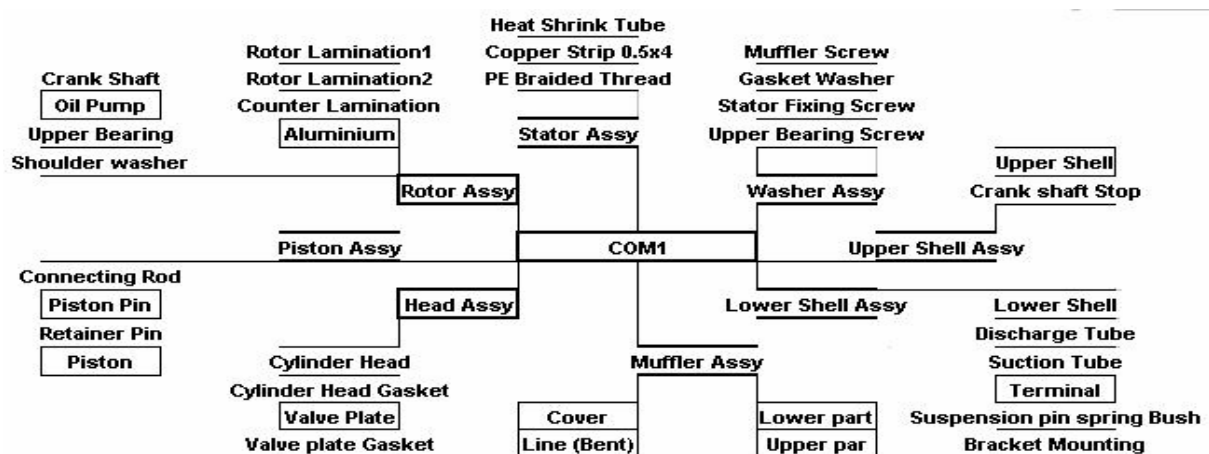 Heat Shrink Tube
Rotor Lamination1 Copper Strip 0.5x4 Muffler Screw
Crank Shaft Rotor Lamination2 PE Braided Thread Gasket Washer
Oil Pump Counter Lamination Stator Fixing Screw
Upper Bearing Aluminium Stator Assy Upper Bearing Screw
Shoulder washer Upper Shell
Rotor Assy Washer Assy Crank shaft Stop
Piston Assy COM1 Upper Shell Assy
Connecting Rod
Piston Pin Head Assy Lower Shell Assy Lower Shell
Retainer Pin Discharge Tube
Piston Cylinder Head Muffler Assy Suction Tube
Cylinder Head Gasket Terminal
Valve Plate Cover Lower part Suspension pin spring Bush
Valve plate Gasket Line (Bent) Upper par Bracket Mounting